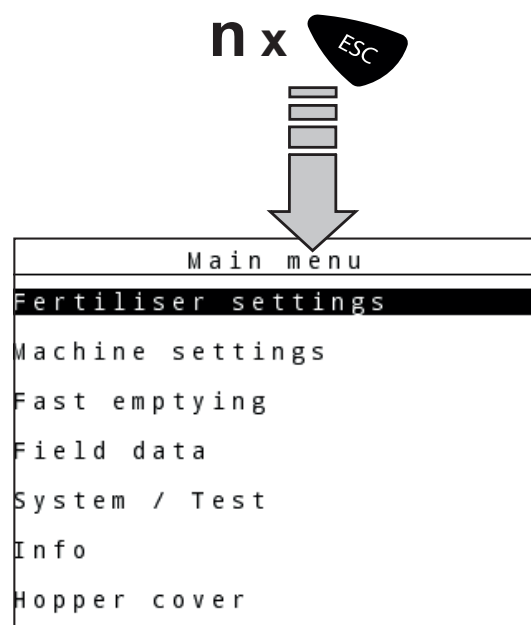 n x ESC
Main menu
Fertiliser settings
Machine settings
Fast emptying
Field data
System / Test
Info
Hopper cover